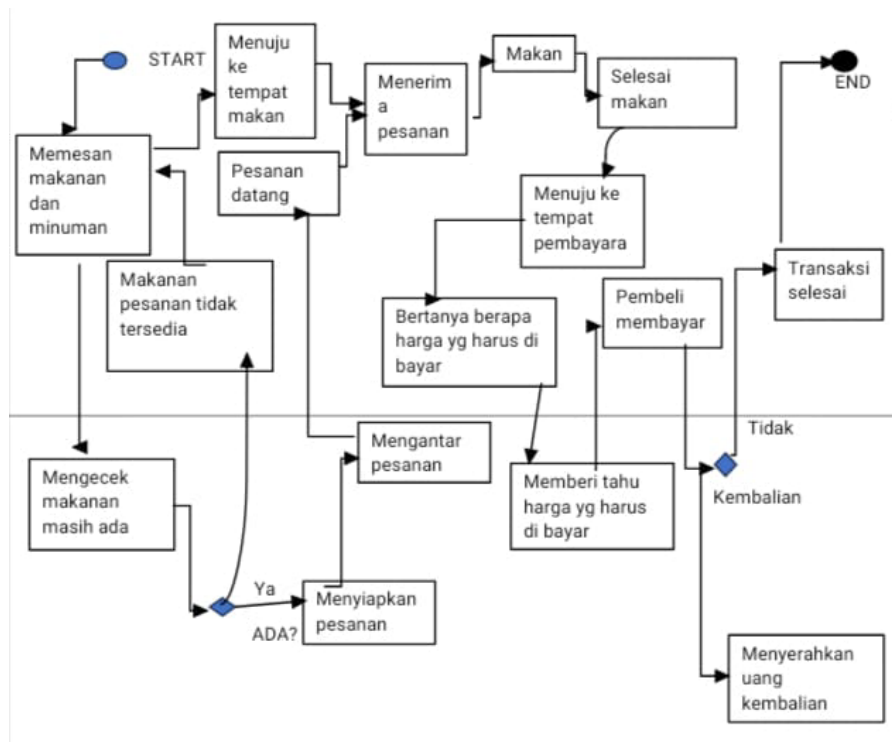 START
Menuju
ke
tempat
makan
Menerim
a
pesanan
Makan
Selesai
makan
END
Memesan
makanan
dan
minuman
Pesanan
datang
Menuju ke
tempat
pembayara
Makanan
pesanan tidak
tersedia
Bertanya berapa
harga yg harus di
bayar
Pembeli
membayar
Transaksi
selesai
Mengecek
makanan
masih ada
Mengantar
pesanan
Memberi tahu
harga yg harus
di bayar
Tidak
Kembalian
Ya
ADA?
Menyiapkan
pesanan
Menyerahkan
uang
kembalian